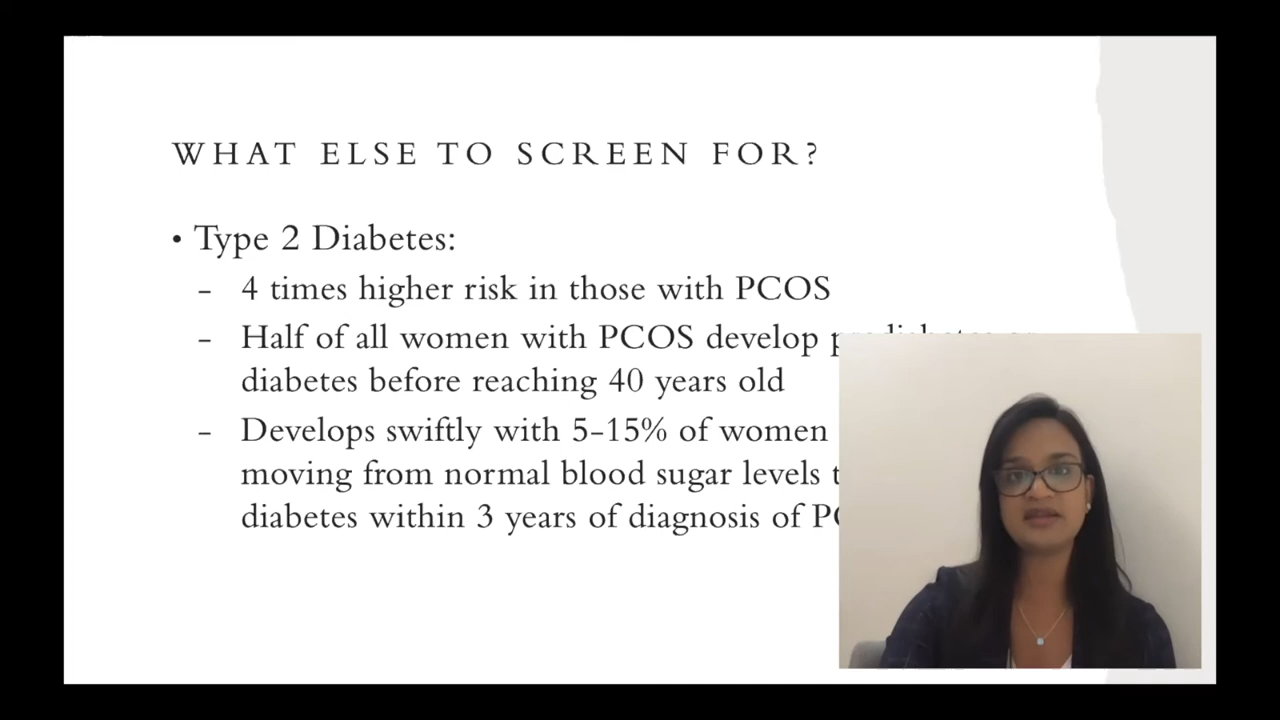 WHAT ELSE TO SCREEN FOR?
• Type 2 Diabetes:
– 4 times higher risk in those with PCOS
– Half of all women with PCOS develop
diabetes before reaching 40 years old
– Develops swiftly with 5-15% of women
moving from normal blood sugar levels
diabetes within 3 years of diagnosis of